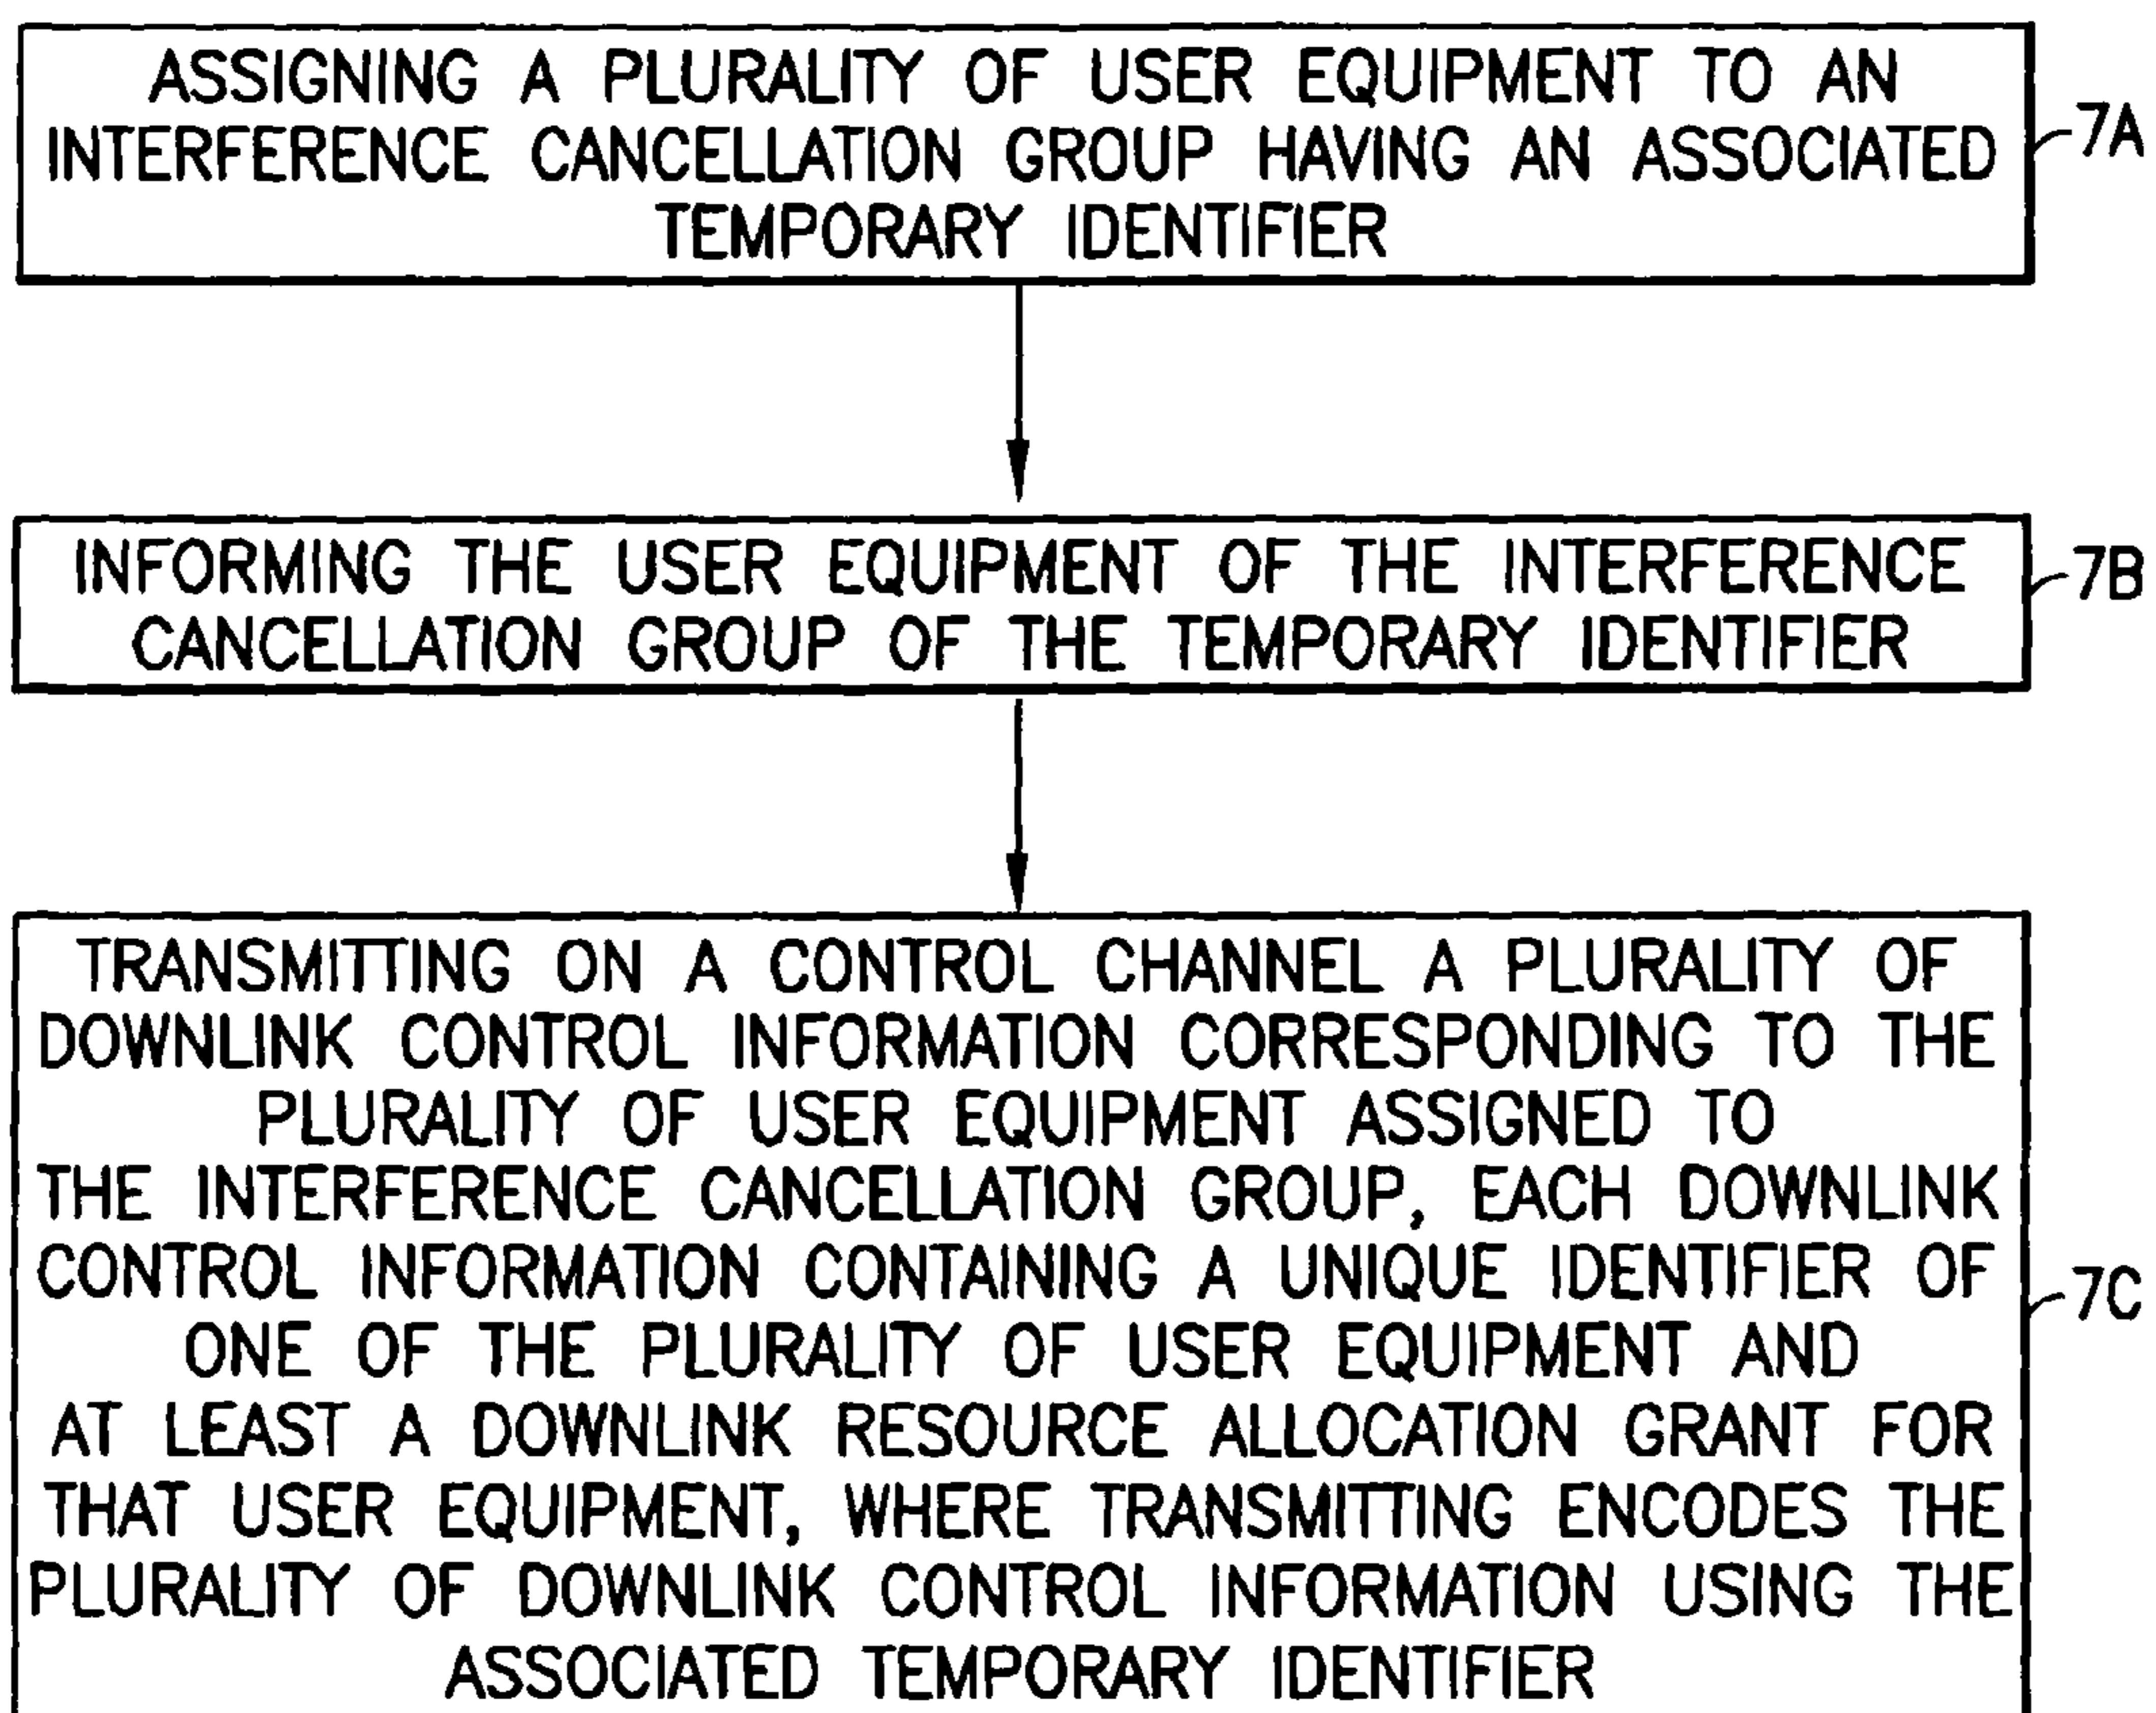 ASSIGNING A PLURALITY OF USER EQUIPMENT TO AN
INTERFERENCE CANCELLATION GROUP HAVING AN ASSOCIATED
TEMPORARY IDENTIFIER
7A
INFORMING THE USER EQUIPMENT OF THE INTERFERENCE
CANCELLATION GROUP OF THE TEMPORARY IDENTIFIER
7B
TRANSMITTING ON A CONTROL CHANNEL A PLURALITY OF
DOWNLINK CONTROL INFORMATION CORRESPONDING TO THE
PLURALITY OF USER EQUIPMENT ASSIGNED TO
THE INTERFERENCE CANCELLATION GROUP, EACH DOWNLINK
CONTROL INFORMATION CONTAINING A UNIQUE IDENTIFIER OF
ONE OF THE PLURALITY OF USER EQUIPMENT AND
AT LEAST A DOWNLINK RESOURCE ALLOCATION GRANT FOR
THAT USER EQUIPMENT, WHERE TRANSMITTING ENCODES THE
PLURALITY OF DOWNLINK CONTROL INFORMATION USING THE
ASSOCIATED TEMPORARY IDENTIFIER
7C